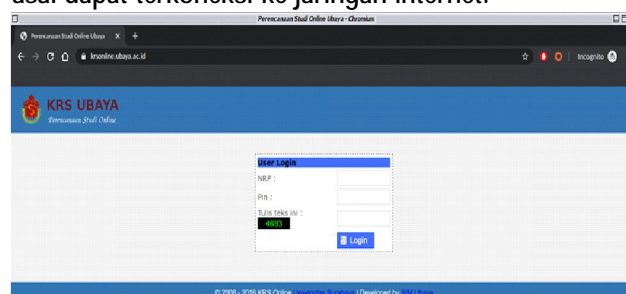 usai dapat terkoneksi ke jaringan internet.
Perencanaan Studi Online Ubaya - Chromium
Perencanaan Studi Online Ubaya
krsonline.ubaya.ac.id
Incognito
KRS UBAYA
Perencanaan Studi Online
User Login
NRP :
Pin :
Tulis teks ini :
4693
Login
© 2008 - 2016 KRS Online Universitas Surabaya | Developed by SIM Ubaya